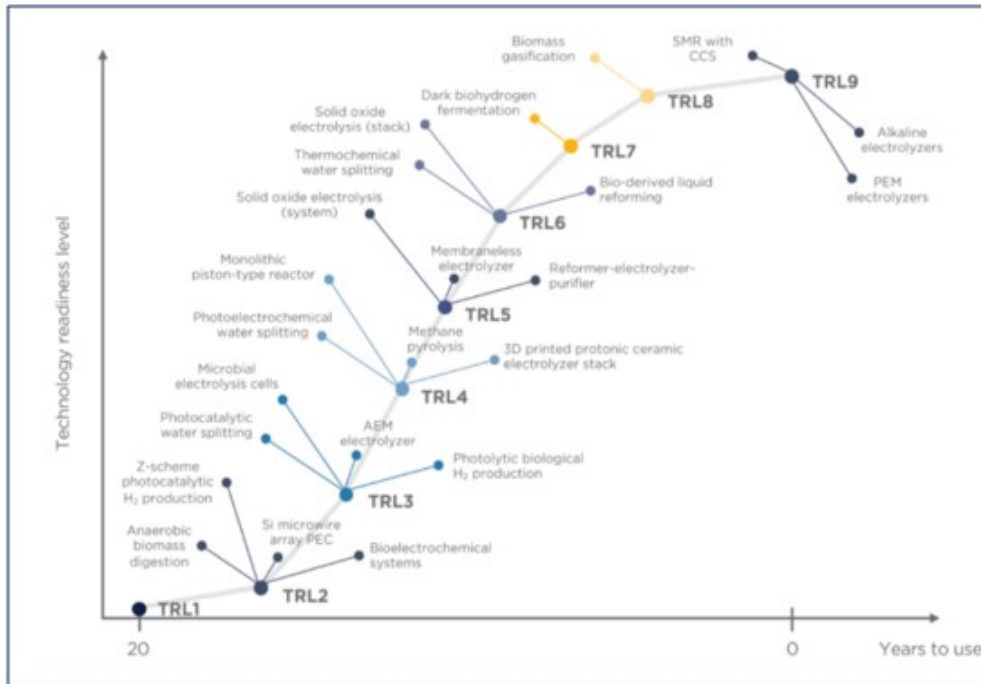 Biomass
gasification
SMR with
CCS
TRL9
TRL8
Dark biohydrogen
fermentation
Solid oxide
electrolysis (stack)
Alkaline
electrolyzers
TRL7
Thermochemical
water splitting
PEM
electrolyzers
Bio-derived liquid
reforming
Solid oxide electrolysis
(system)
TRL6
Membraneless
electrolyzer
Monolithic
piston-type reactor
Reformer-electrolyzer-
purifier
TRL5
Photoelectrochemical
water splitting
Methane
pyrolysis
3D printed protonic ceramic
electrolyzer stack
Microbial
electrolysis cells
TRL4
Photocatalytic
water splitting
AEM
electrolyzer
Photolytic biological
H₂ production
Z-scheme
photocatalytic
H₂ production
TRL3
Si microwire
array PEC
Anaerobic
biomass
digestion
Bioelectrochemical
systems
TRL2
TRL1
Technology readiness level
20
0
Years to use